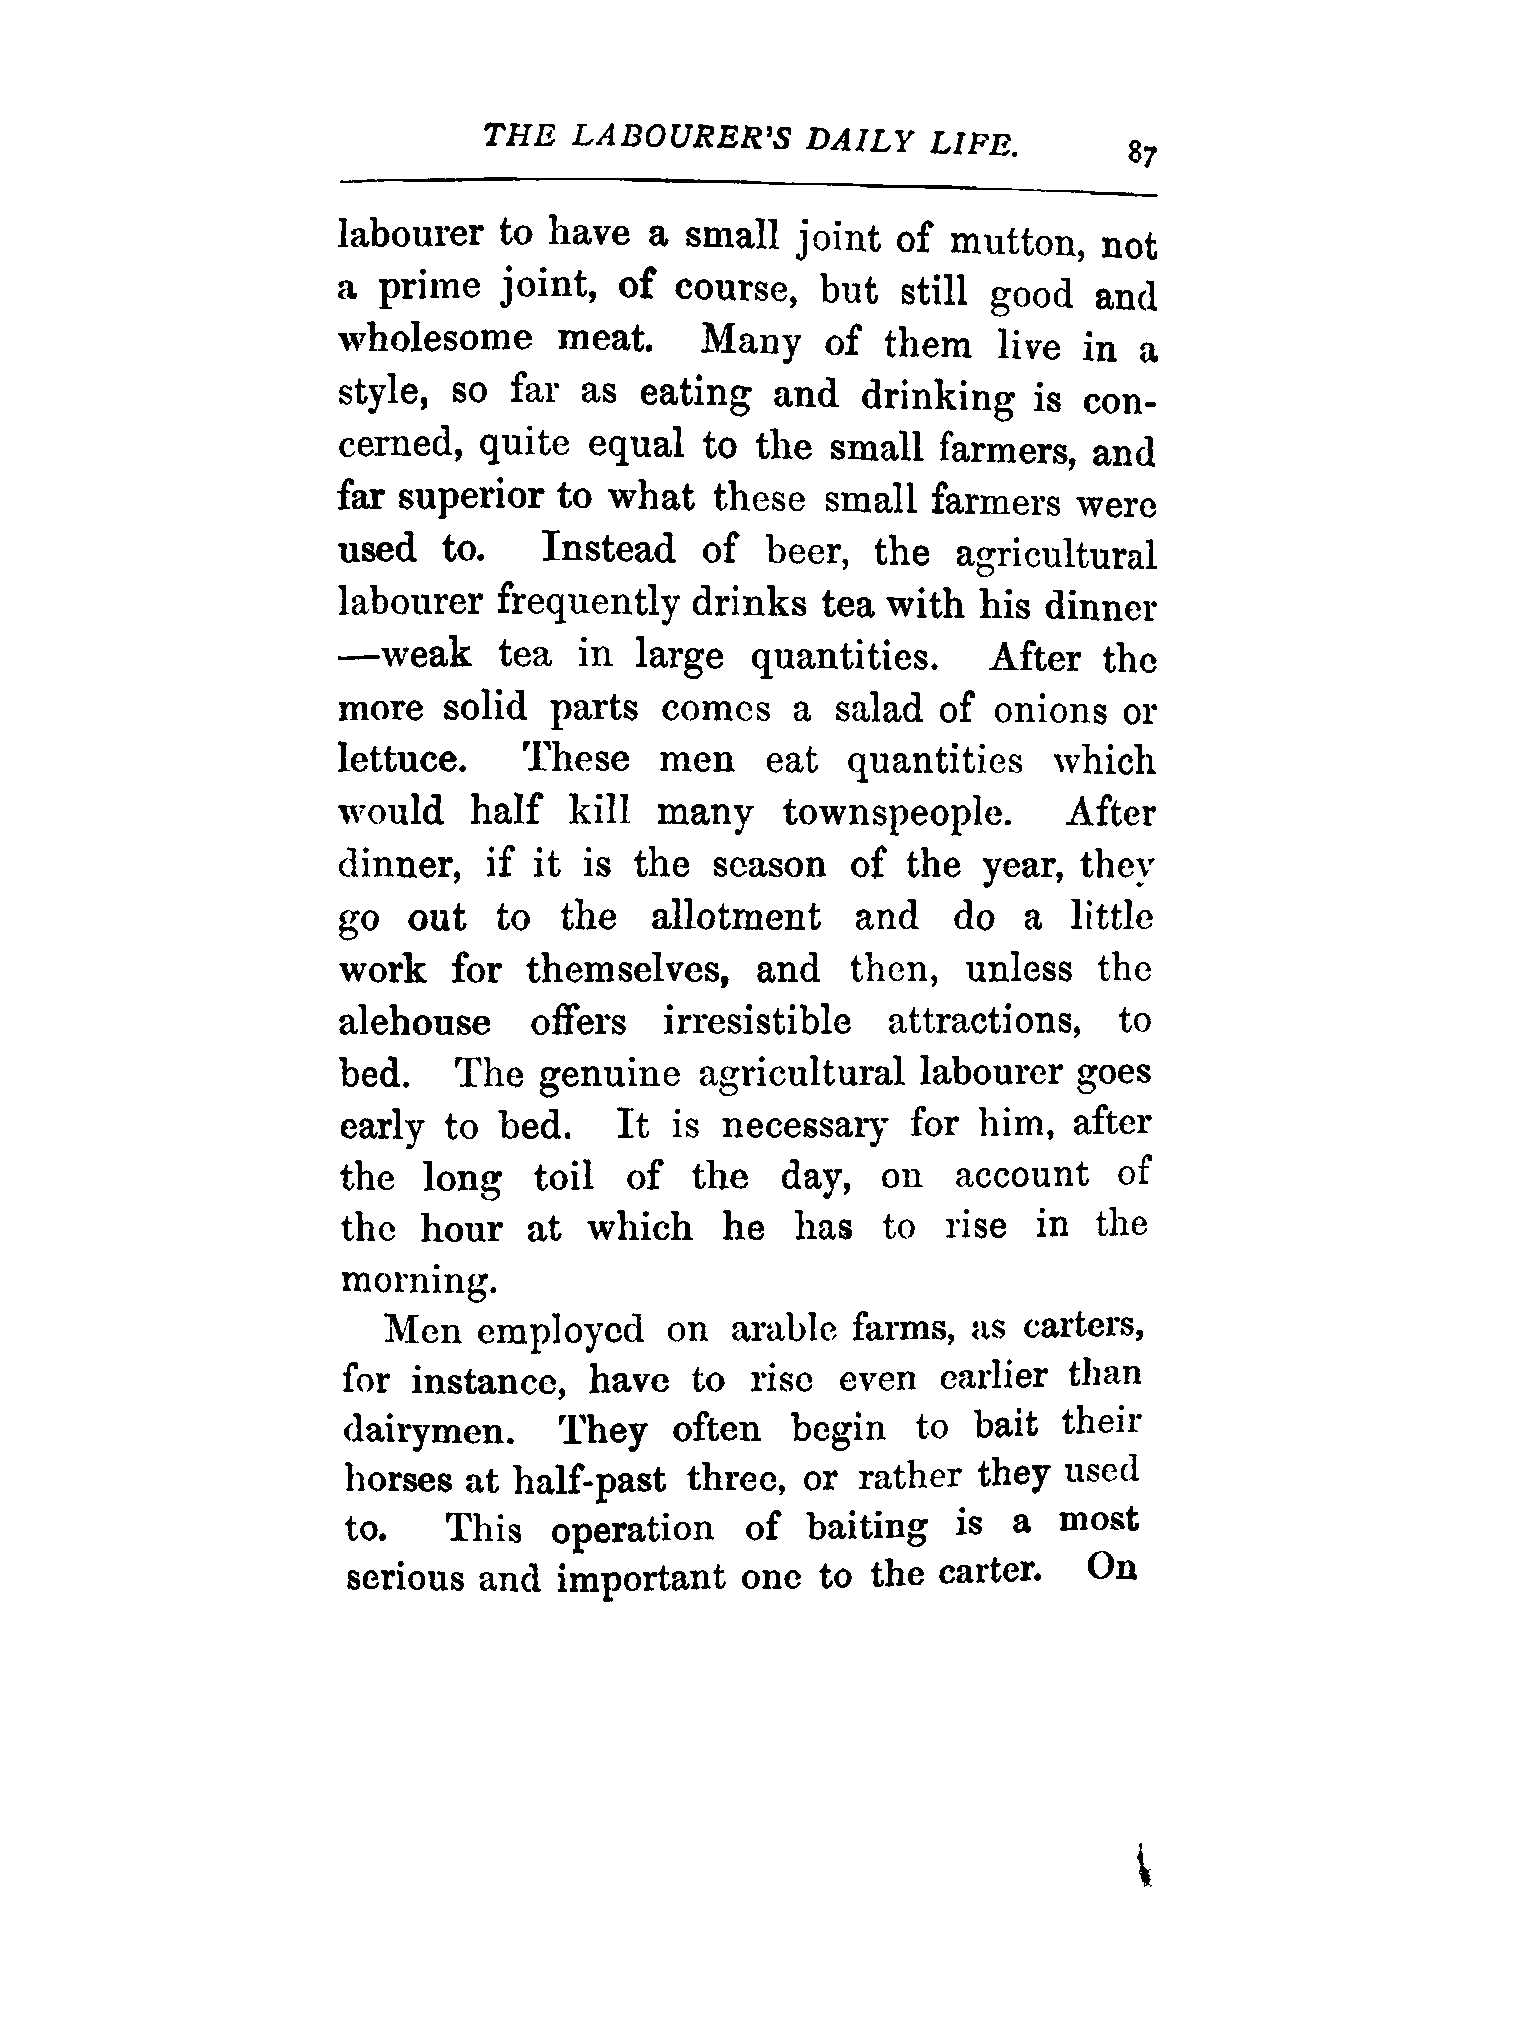 THE LABOURER'S DAILY LIFE. 87
labourer to have a small joint of mutton, not
a prime joint, of course, but still good and
wholesome meat. Many of them live in a
style, so far as eating and drinking is con-
cerned, quite equal to the small farmers, and
far superior to what these small farmers were
used to. Instead of beer, the agricultural
labourer frequently drinks tea with his dinner
—weak tea in large quantities. After the
more solid parts comes a salad of onions or
lettuce. These men eat quantities which
would half kill many townspeople. After
dinner, if it is the season of the year, they
go out to the allotment and do a little
work for themselves, and then, unless the
alehouse offers irresistible attractions, to
bed. The genuine agricultural labourer goes
early to bed. It is necessary for him, after
the long toil of the day, on account of
the hour at which he has to rise in the
morning.
Men employed on arable farms, as carters,
for instance, have to rise even earlier than
dairymen. They often begin to bait their
horses at half-past three, or rather they used
to. This operation of baiting is a most
serious and important one to the carter. On